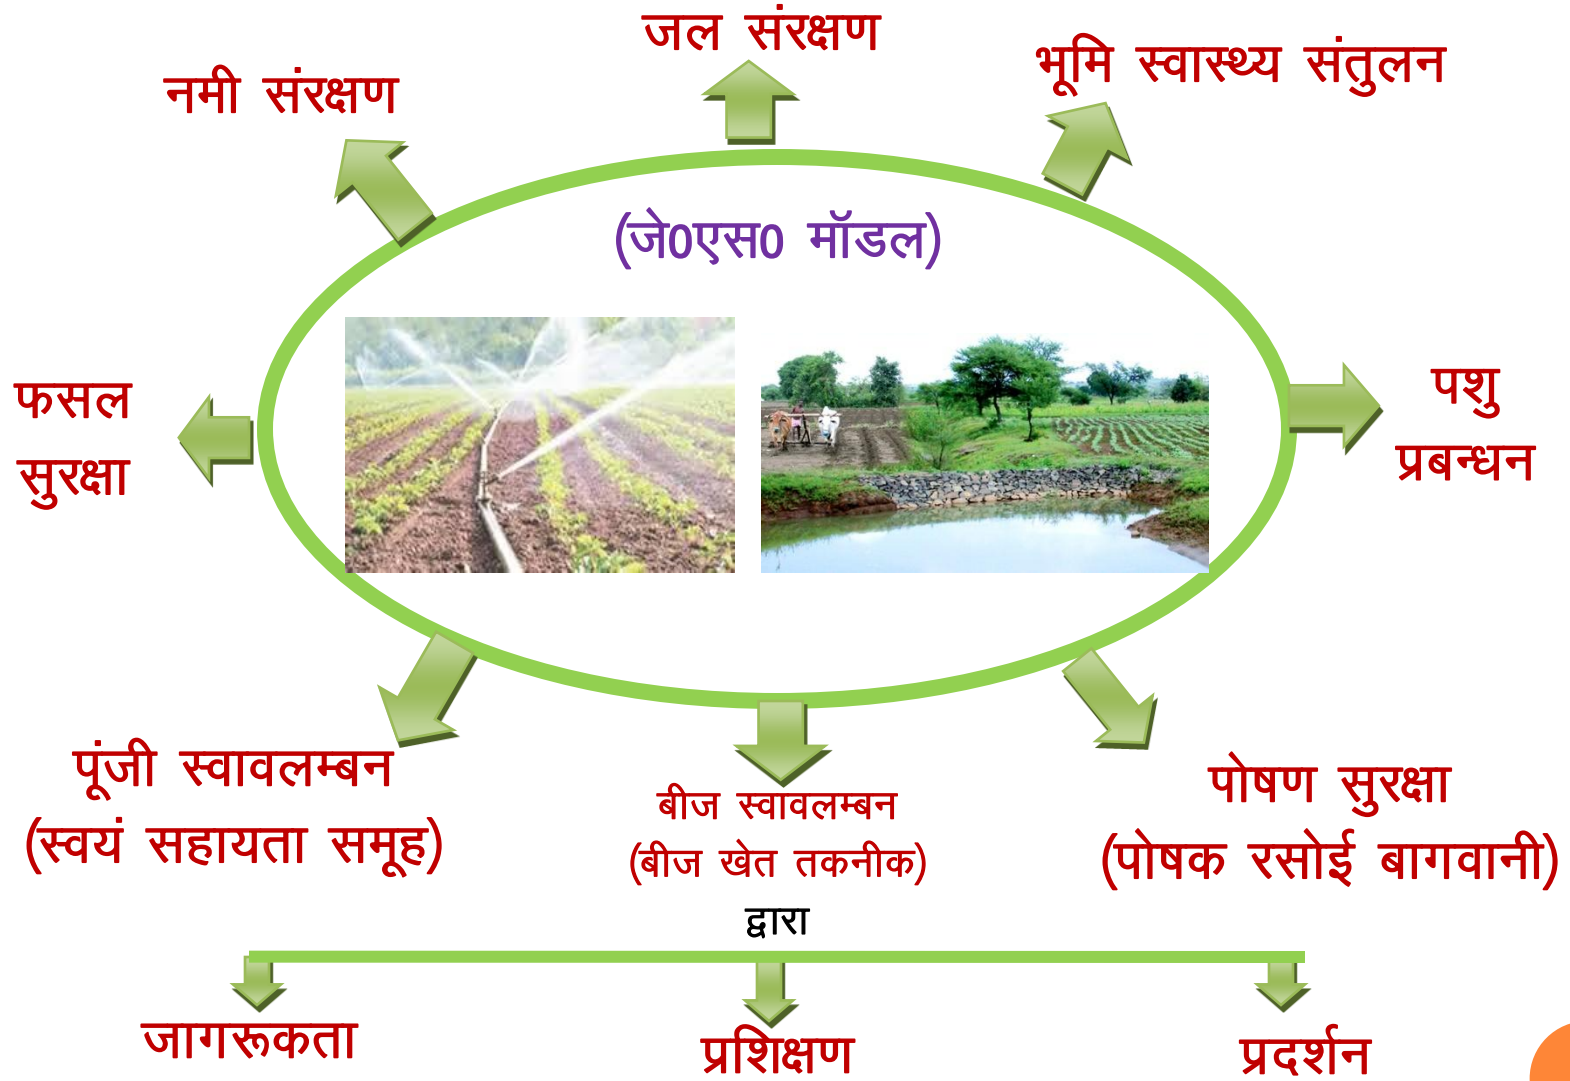 जल संरक्षण
भूमि स्वास्थ्य संतुलन
नमी संरक्षण
(जे0एस0 मॉडल)
फसल
सुरक्षा
पशु
प्रबन्धन
पूंजी स्वावलम्बन
(स्वयं सहायता समूह)
बीज स्वावलम्बन
(बीज खेत तकनीक)
पोषण सुरक्षा
(पोषक रसोई बागवानी)
द्वारा
जागरूकता
प्रशिक्षण
प्रदर्शन